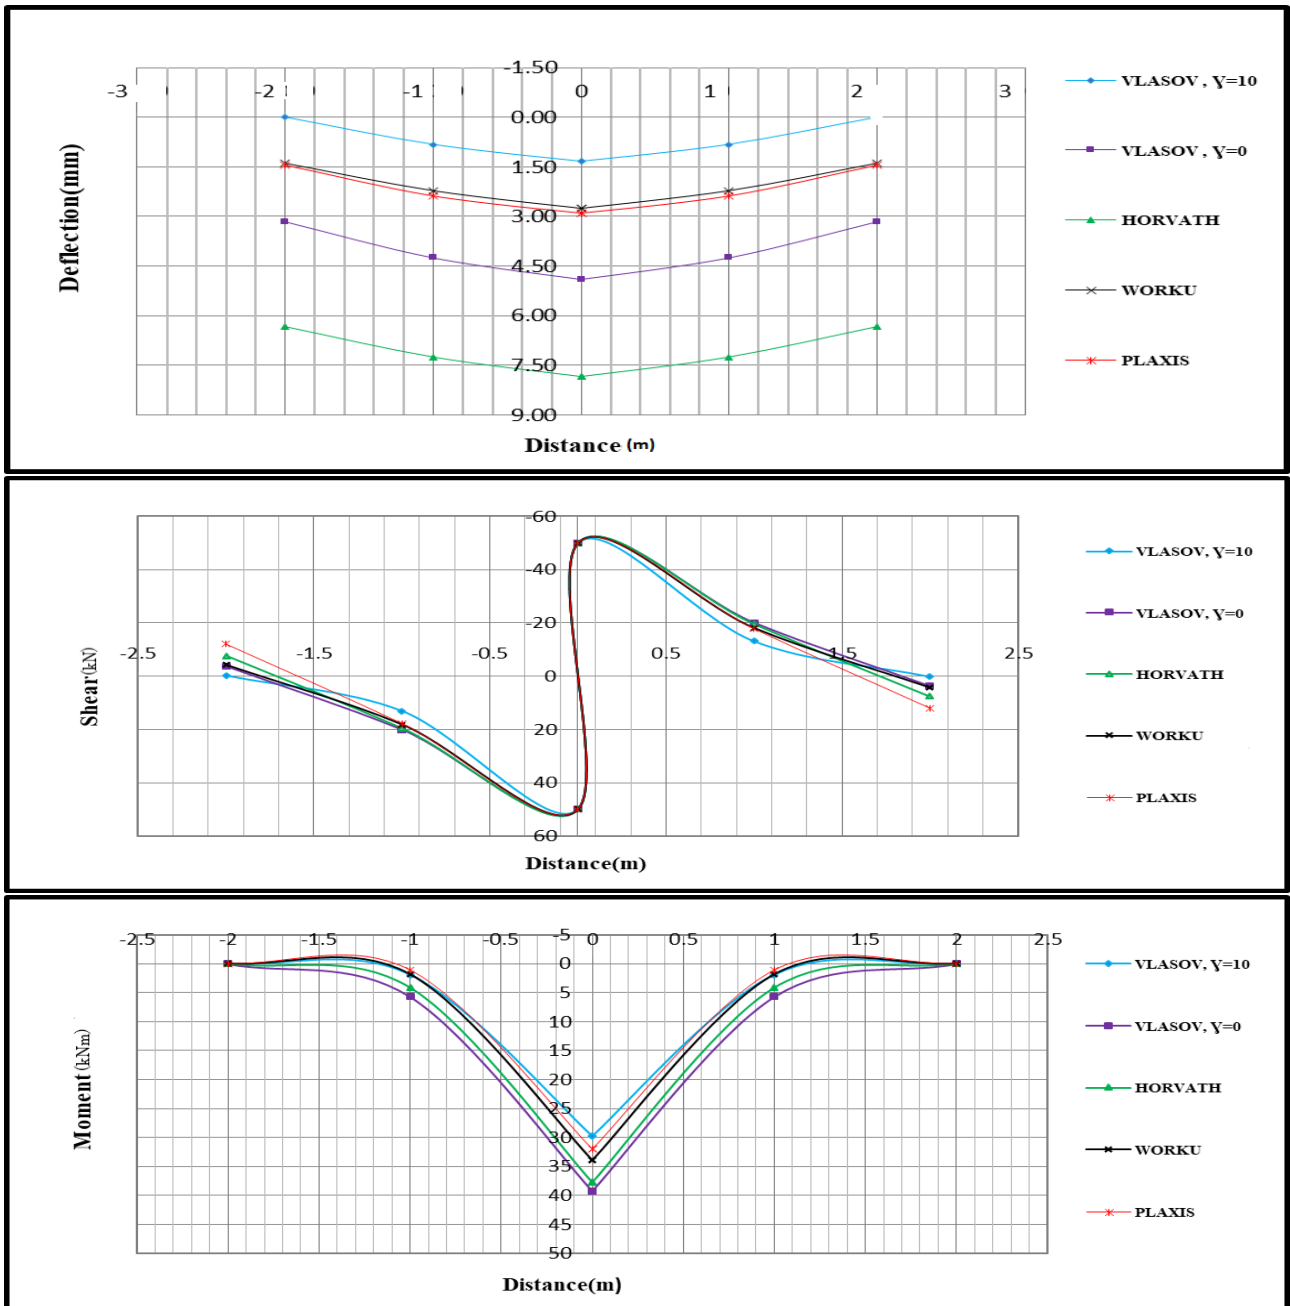 -1.50
-3 -2 -1 0 1 2 3
0.00
1.50
3.00
4.50
6.00
7.50
9.00
Deflection(mm)
Distance (m)
VLASOV , Ɣ=10
VLASOV , Ɣ=0
HORVATH
WORKU
PLAXIS
-60
-40
-20
-2.5 -1.5 -0.5 0 0.5 1.5 2.5
20
40
60
Shear(kN)
Distance(m)
VLASOV, Ɣ=10
VLASOV, Ɣ=0
HORVATH
WORKU
PLAXIS
-2.5 -2 -1.5 -1 -0.5 0 0.5 1 1.5 2 2.5
-5
0
5
10
15
20
25
30
35
40
45
50
Moment (kNm)
Distance(m)
VLASOV, Ɣ=10
VLASOV, Ɣ=0
HORVATH
WORKU
PLAXIS